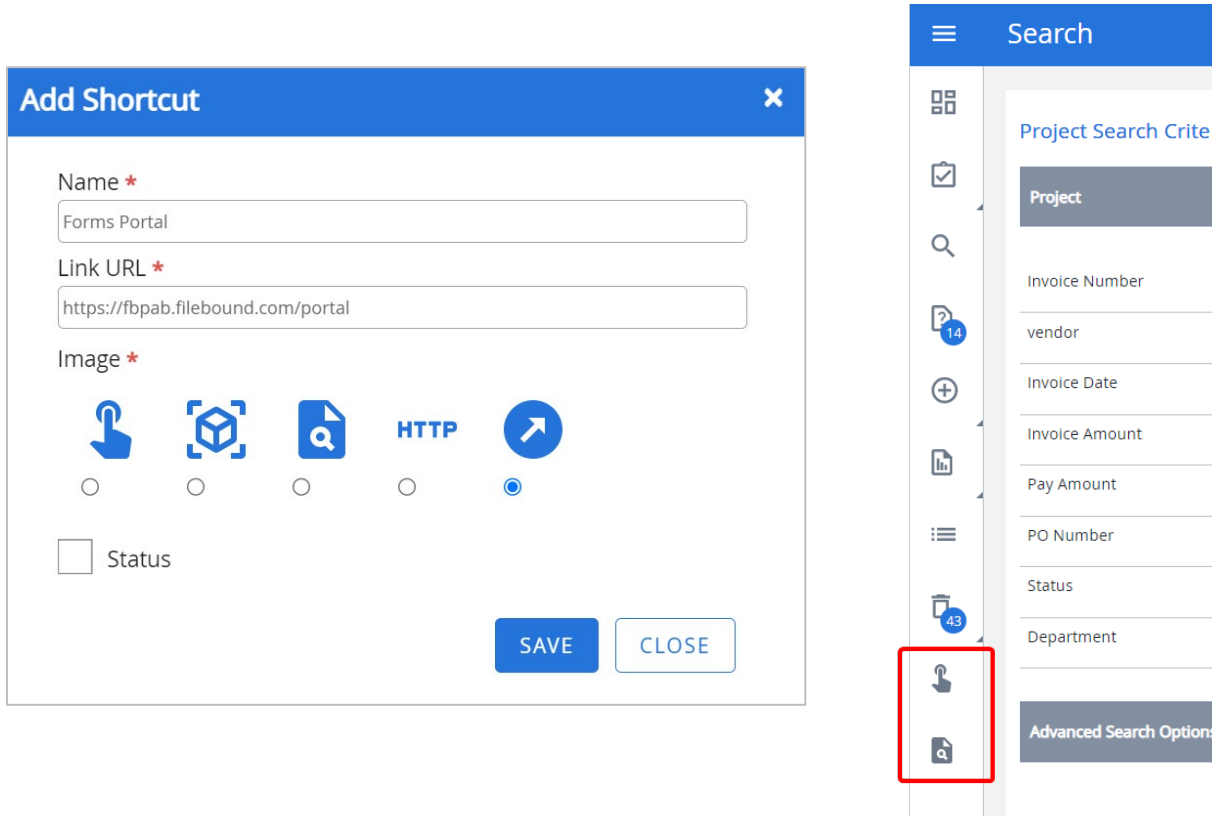 Add Shortcut
Name *
Forms Portal
Link URL *
https://fbpab.filebound.com/portal
Image *
HTTP
Status
SAVE CLOSE
Search
Project Search Crite
Project
Invoice Number
14
vendor
Invoice Date
Invoice Amount
Pay Amount
PO Number
Status
43
Department
Advanced Search Options